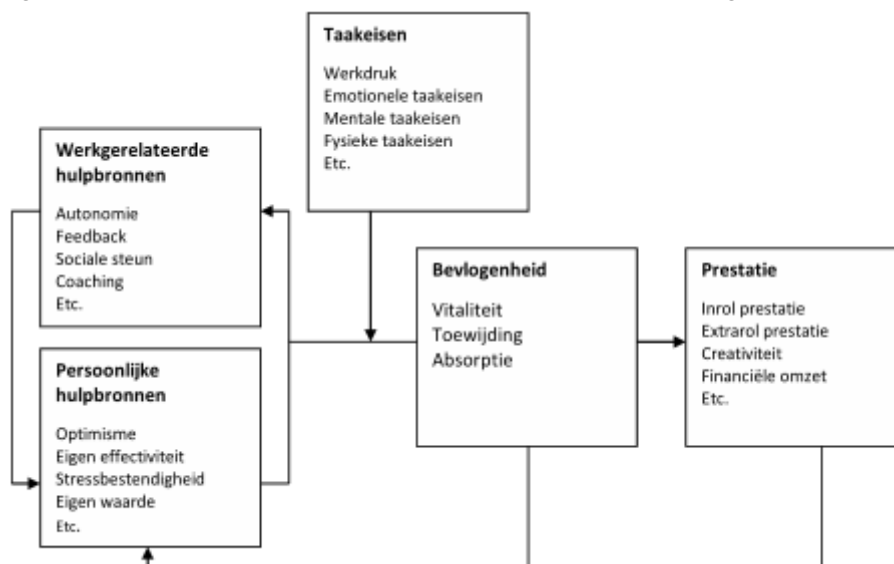 Taakeisen
Werkdruk
Emotionele taakeisen
Mentale taakeisen
Fysieke taakeisen
Etc.
Werkgerelateerde
hulpbronnen
Autonomie
Feedback
Sociale steun
Coaching
Etc.
Persoonlijke
hulpbronnen
Optimisme
Eigen effectiviteit
Stressbestendigheid
Eigen waarde
Etc.
Bevlogenheid
Vitaliteit
Toewijding
Absorptie
Prestatie
Inrol prestatie
Extrarol prestatie
Creativiteit
Financiële omzet
Etc.